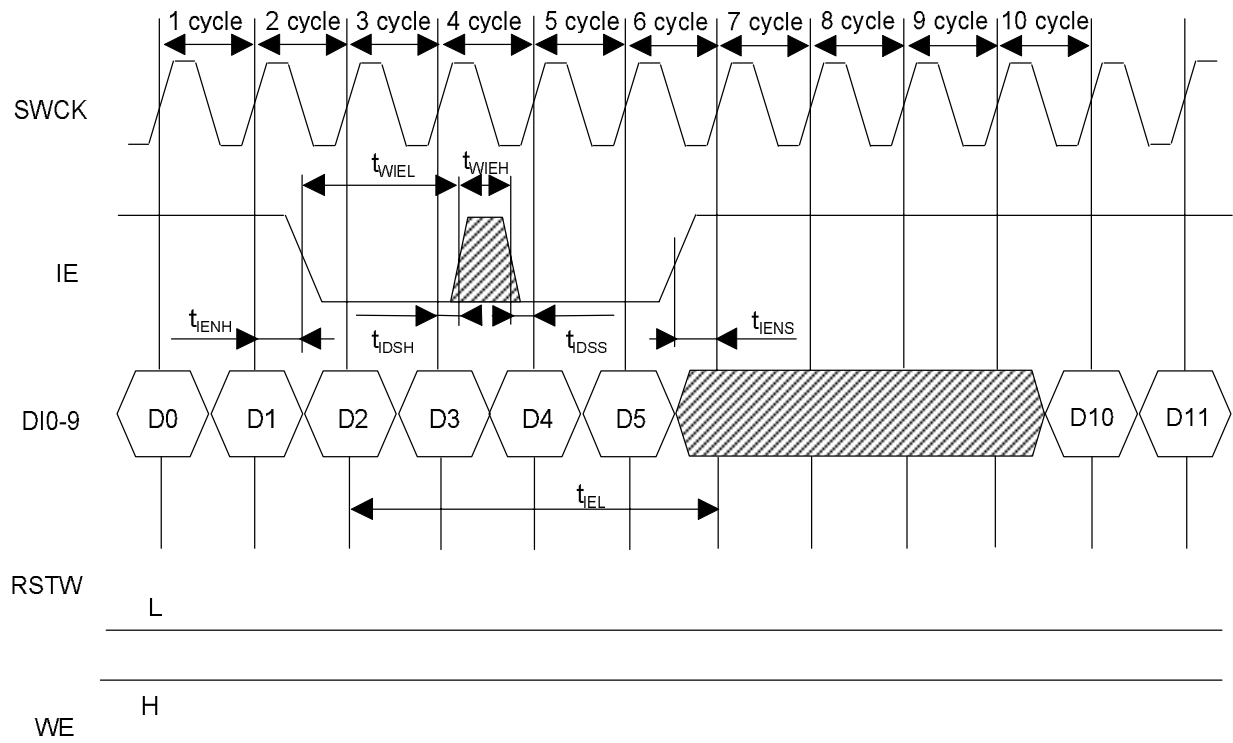 1 cycle 2 cycle 3 cycle 4 cycle 5 cycle 6 cycle 7 cycle 8 cycle 9 cycle 10 cycle
SWCK
tWIEL tWIEH
IE
tIENH tIDSH tIDSS tIENS
DI0-9 D0 D1 D2 D3 D4 D5 D10 D11
tIEL
RSTW
L
H
WE